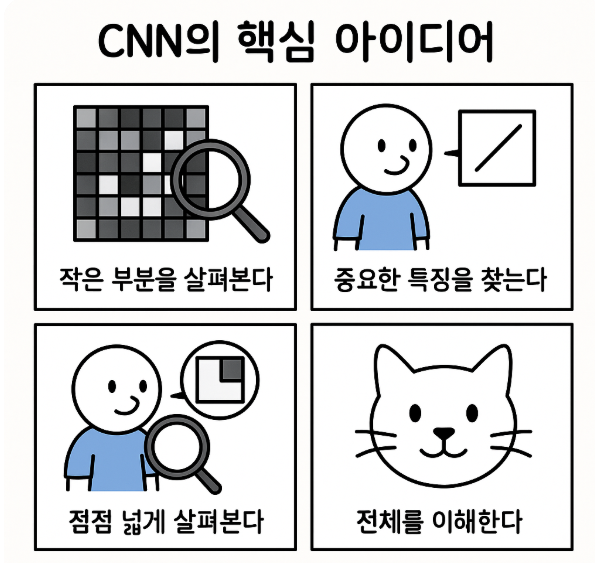 CNN의 핵심 아이디어
작은 부분을 살펴본다
중요한 특징을 찾는다
점점 넓게 살펴본다
전체를 이해한다